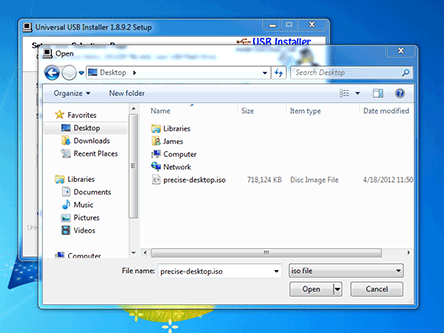 Universal USB Installer 1.8.9.2 Setup
USB Installer
Open
Desktop
Search Desktop
Organize
New folder
Name
Size
Item type
Date modified
Favorites
Desktop
Downloads
Recent Places
Libraries
Documents
Music
Pictures
Videos
Computer
Libraries
James
Computer
Network
precise-desktop.iso 718,124 KB Disc Image File 4/18/2012 11:50
File name: precise-desktop.iso
iso file
Open
Cancel